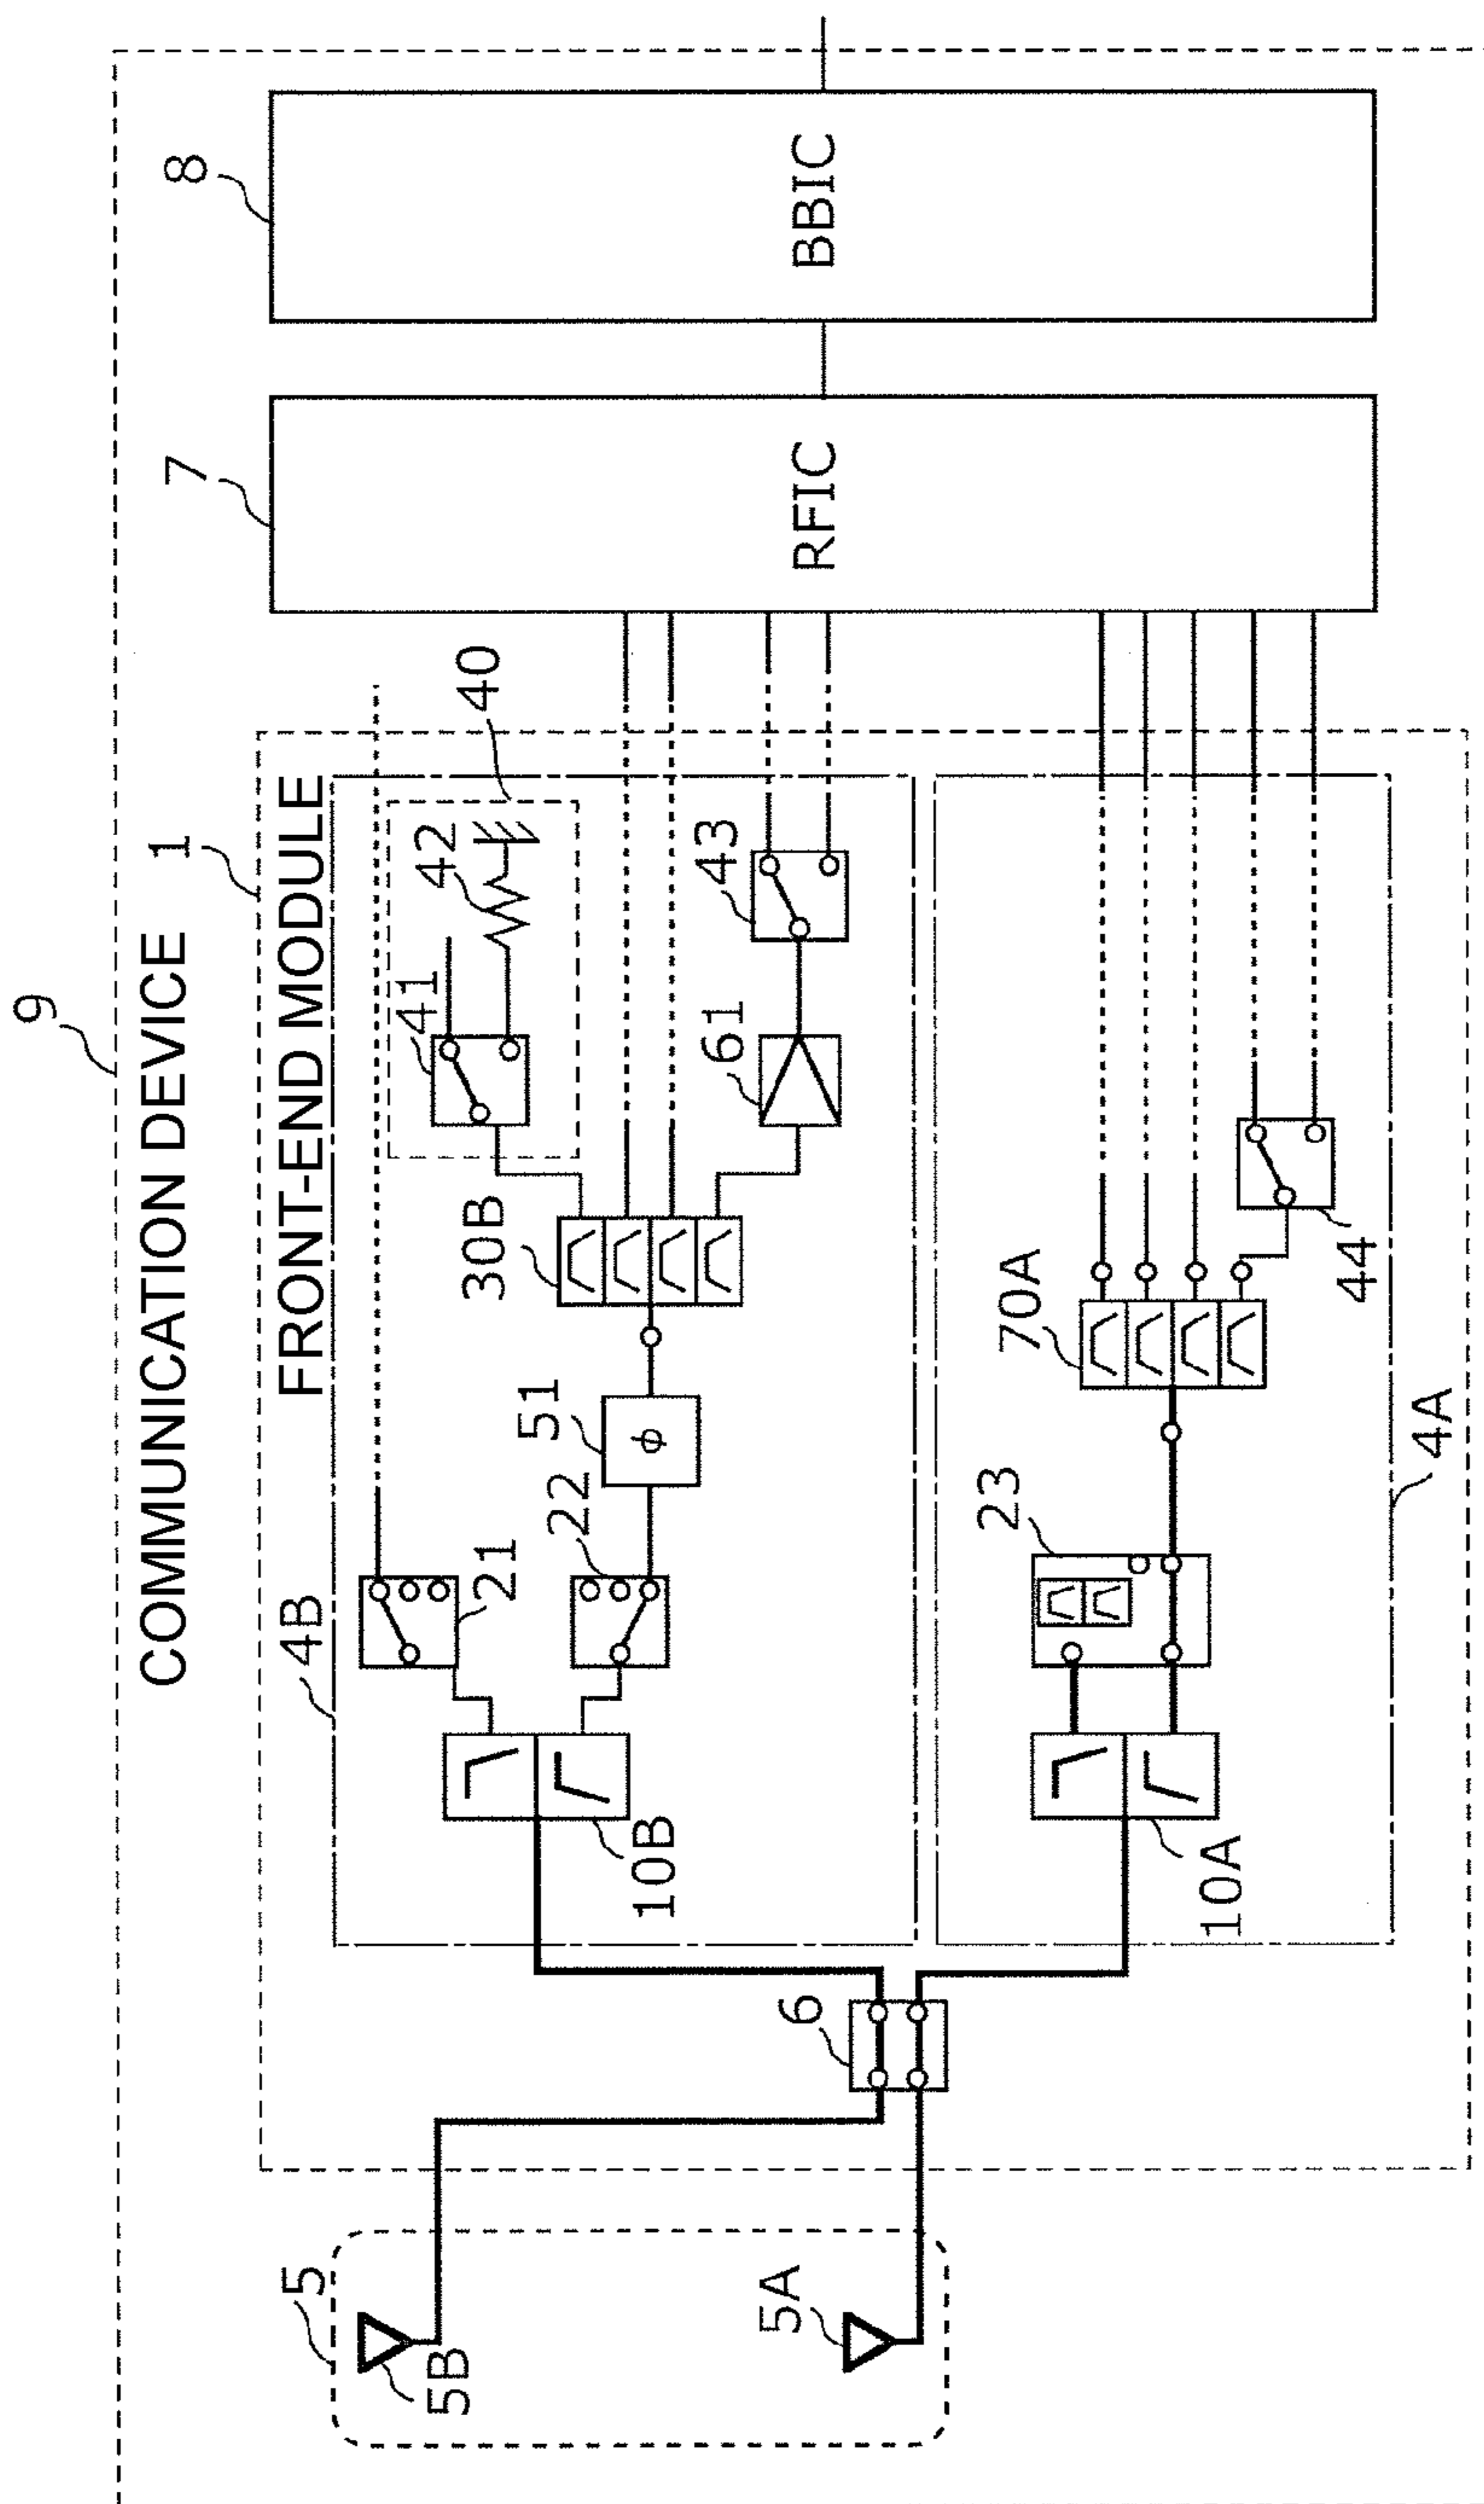 9
COMMUNICATION DEVICE
1
FRONT-END MODULE
7
8
RFIC
BBIC
4B
21
22
51
ϕ
30B
41
42
40
61
43
10B
5
5B
5A
6
10A
23
70A
44
4A